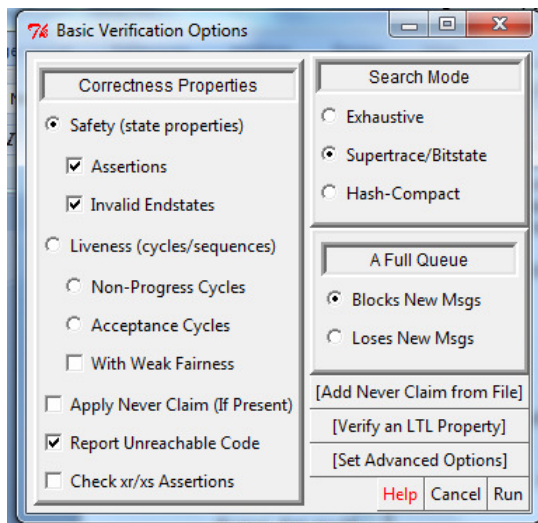 Basic Verification Options
Correctness Properties
Safety (state properties)
Assertions
Invalid Endstates
Liveness (cycles/sequences)
Non-Progress Cycles
Acceptance Cycles
With Weak Fairness
Apply Never Claim (If Present)
Report Unreachable Code
Check xr/xs Assertions
Search Mode
Exhaustive
Supertrace/Bitstate
Hash-Compact
A Full Queue
Blocks New Msgs
Loses New Msgs
[Add Never Claim from File]
[Verify an LTL Property]
[Set Advanced Options]
Help Cancel Run